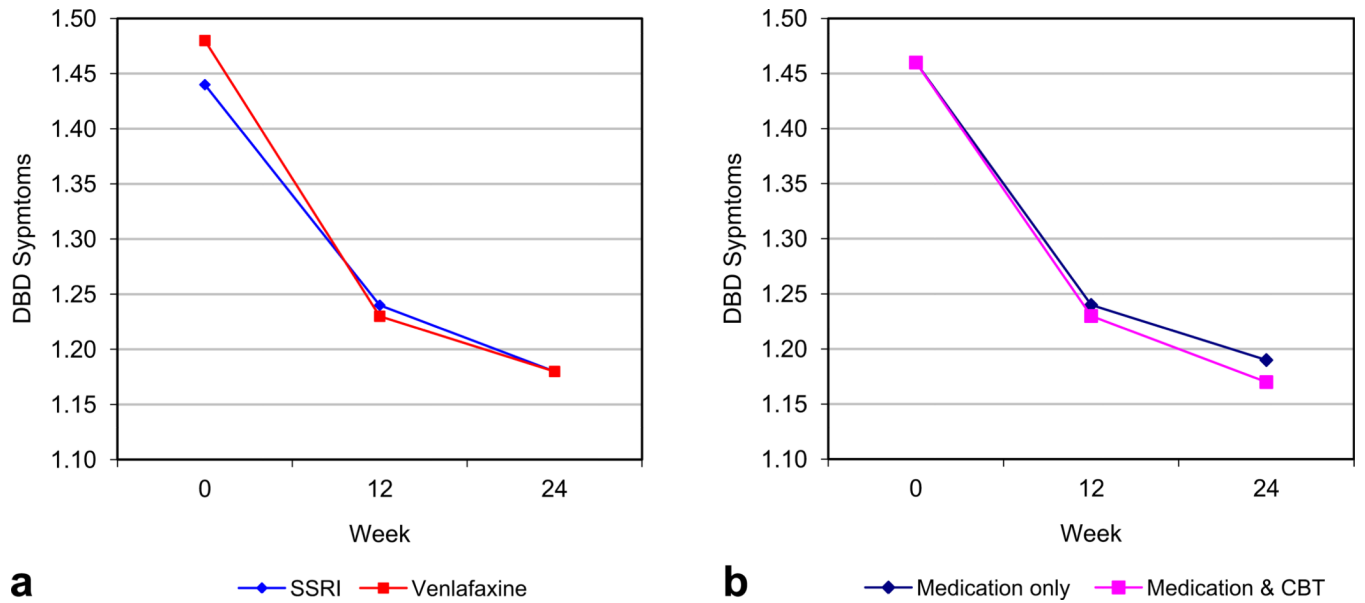 1.50
1.45
1.40
1.35
1.30
1.25
1.20
1.15
1.10
DBD Sypmtoms
0 12 24
Week
a
SSRI Venlafaxine
1.50
1.45
1.40
1.35
1.30
1.25
1.20
1.15
1.10
DBD Sypmtoms
0 12 24
Week
b
Medication only Medication & CBT